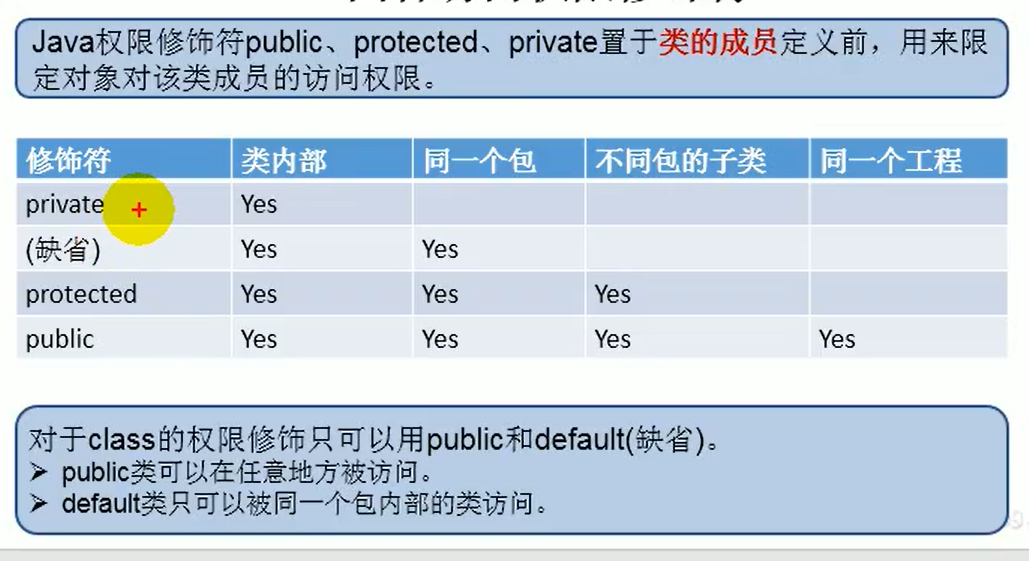 Java权限修饰符public、protected、private置于类的成员定义前，用来限
定对象对该类成员的访问权限。
修饰符 类内部 同一个包 不同包的子类 同一个工程
private Yes
(缺省) Yes Yes
protected Yes Yes Yes
public Yes Yes Yes Yes
对于class的权限修饰只可以用public和default(缺省)。
➢ public类可以在任意地方被访问。
➢ default类只可以被同一个包内部的类访问。